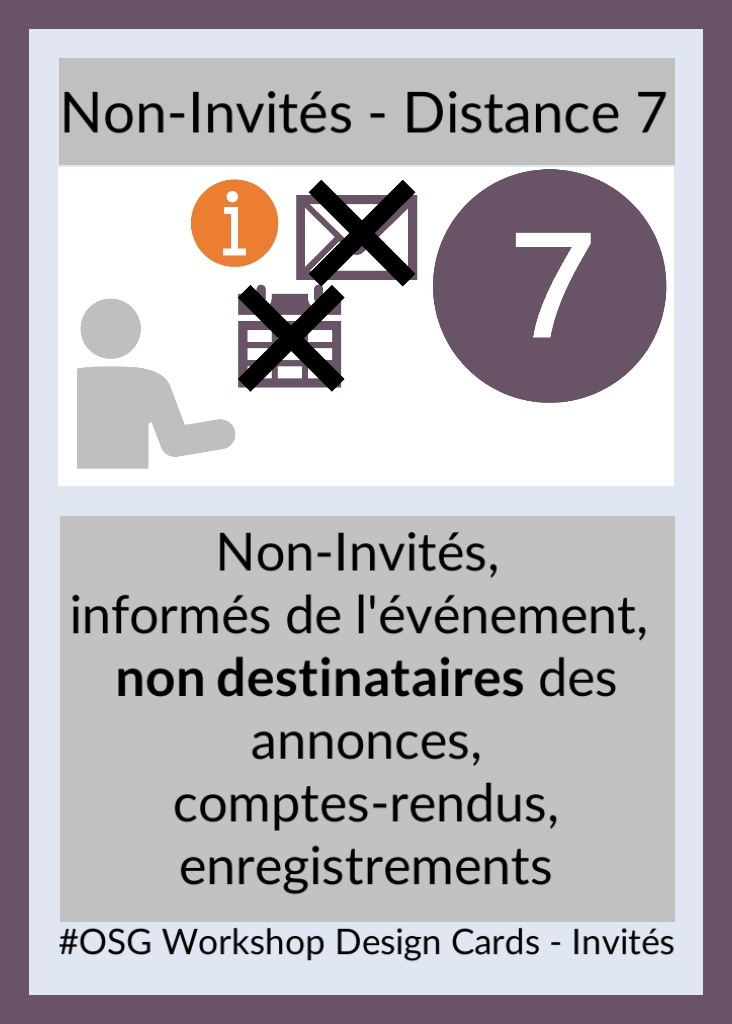 Non-Invités - Distance 7
i
7
Non-Invités,
informés de l'événement,
non destinataires des
annonces,
comptes-rendus,
enregistrements
#OSG Workshop Design Cards - Invités